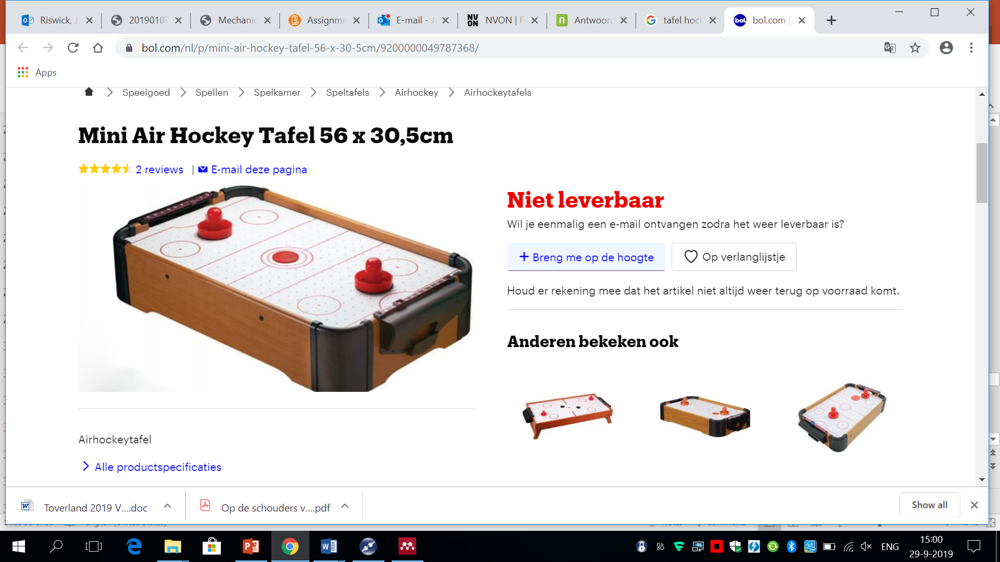 Riswick, J
20190107
Mechanic
Assignme
E-mail - J
NVON | F
Antwoord
tafel hock
bol.com |
bol.com/nl/p/mini-air-hockey-tafel-56-x-30-5cm/9200000049787368/
Apps
Speelgoed > Spellen > Spelkamer > Speltafels > Airhockey > Airhockeytafels
Mini Air Hockey Tafel 56 x 30,5cm
2 reviews | E-mail deze pagina
Niet leverbaar
Wil je eenmalig een e-mail ontvangen zodra het weer leverbaar is?
+ Breng me op de hoogte
Op verlanglijstje
Houd er rekening mee dat het artikel niet altijd weer terug op voorraad komt.
Anderen bekeken ook
Airhockeytafel
Alle productspecificaties
Toverland 2019 V....doc
Op de schouders v....pdf
Show all
ENG
15:00
29-9-2019